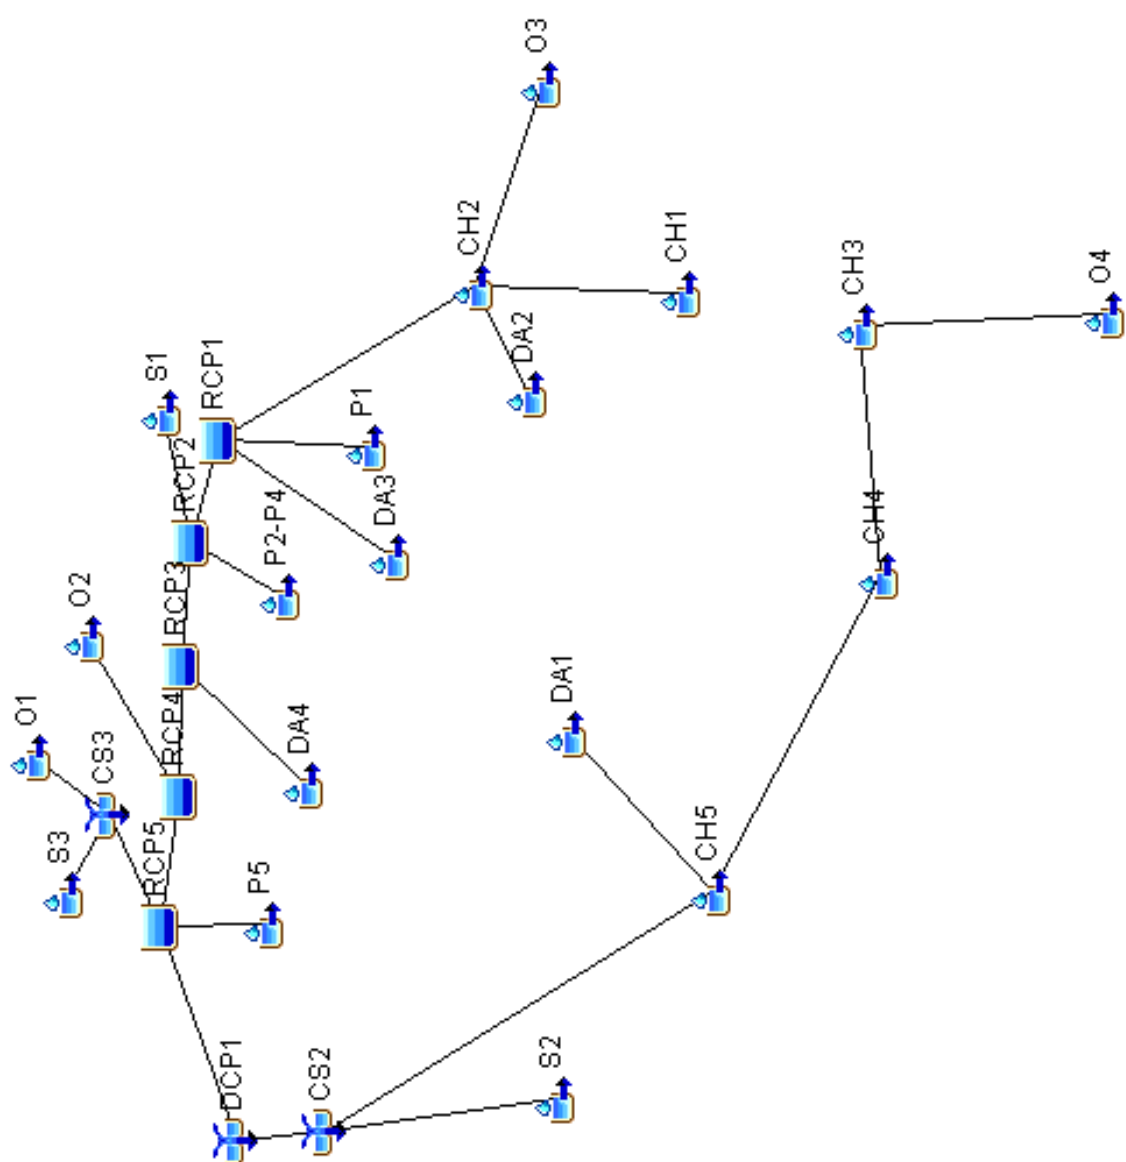 O3
CH2
CH1
CH3
O4
DA2
S1
RCP1
P1
RCP2
DA3
P2-P4
CH4
RCP3
O2
DA4
RCP4
DA1
O1
CS3
CH5
RCP5
S3
P5
DCP1
CS2
S2